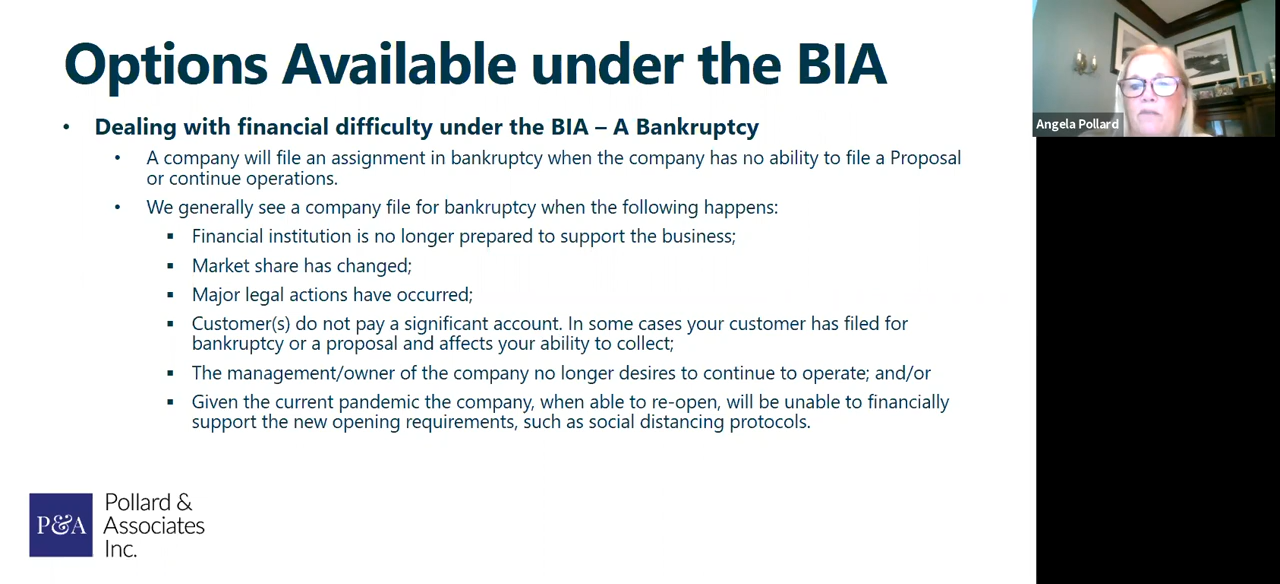 Options Available under the BIA
• Dealing with financial difficulty under the BIA – A Bankruptcy
• A company will file an assignment in bankruptcy when the company has no ability to file a Proposal
or continue operations.
• We generally see a company file for bankruptcy when the following happens:
▪ Financial institution is no longer prepared to support the business;
▪ Market share has changed;
▪ Major legal actions have occurred;
▪ Customer(s) do not pay a significant account. In some cases your customer has filed for
bankruptcy or a proposal and affects your ability to collect;
▪ The management/owner of the company no longer desires to continue to operate; and/or
▪ Given the current pandemic the company, when able to re-open, will be unable to financially
support the new opening requirements, such as social distancing protocols.
P&A
Pollard &
Associates
Inc.
Angela Pollard